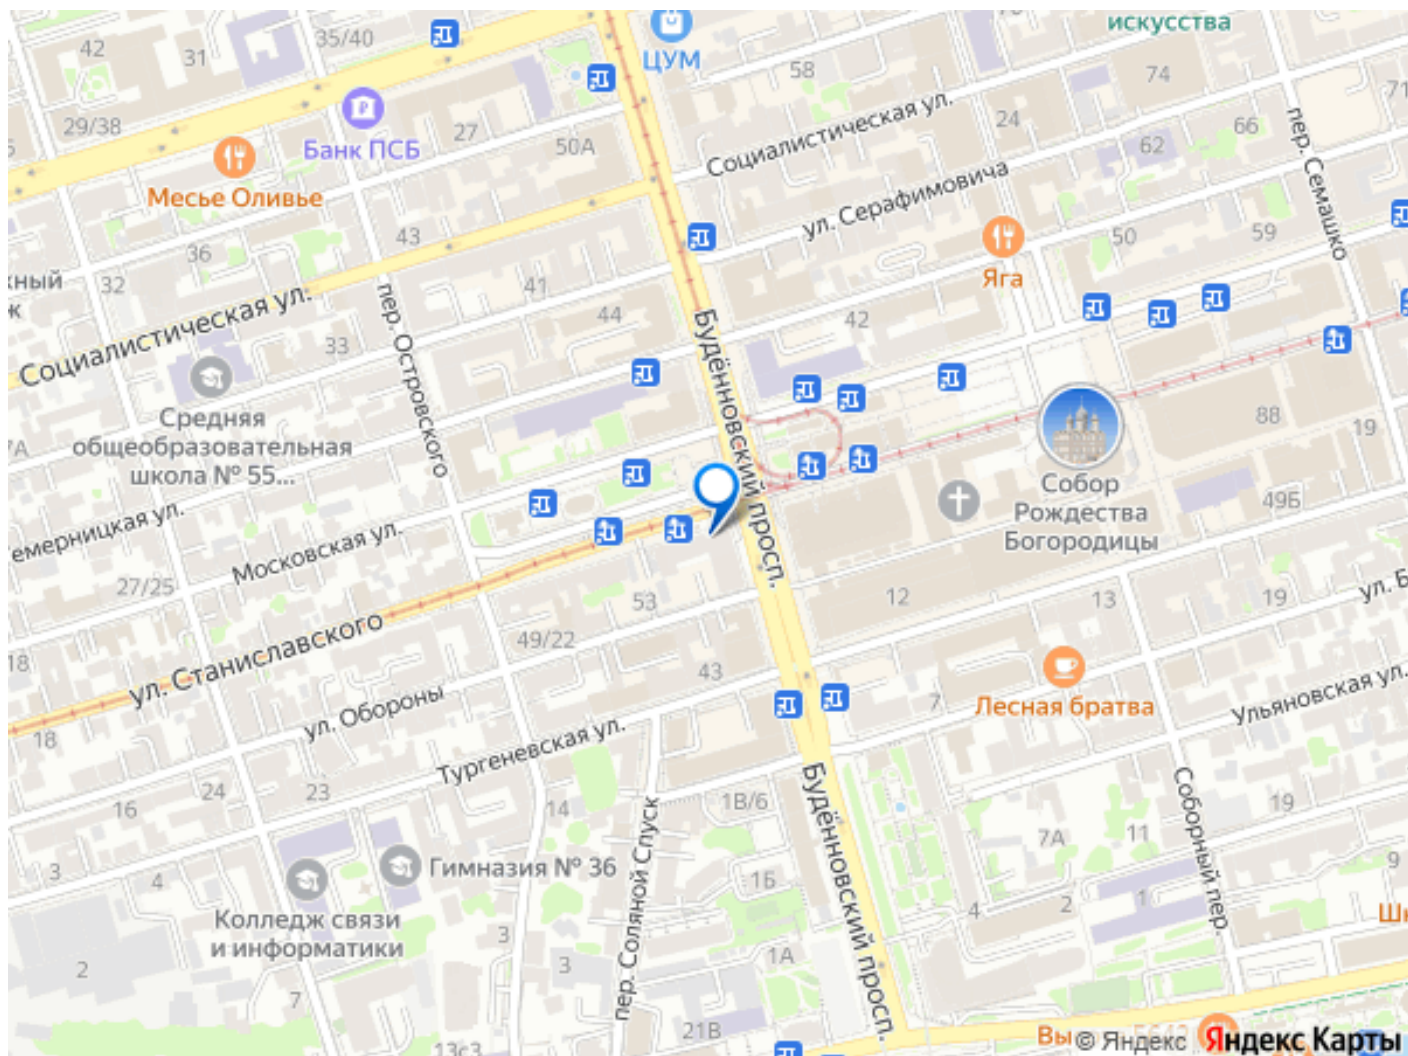 искусства
42
31
35/40
ЦУМ
58
74
71
29/38
Банк ПСБ
27
50А
Социалистическая ул.
24
62
66
пер. Семашко
Месье Оливье
43
36
ул. Серафимовича
Яга
50
59
32
41
44
42
Социалистическая ул.
33
пер. Островского
Будённовский просп.
Средняя
общеобразовательная
школа № 55...
88
19
Собор
Рождества
Богородицы
49Б
Московская ул.
27/25
53
12
13
19
18
ул. Станиславского
49/22
43
7
Лесная братва
Ульяновская ул.
18
ул. Обороны
Тургеневская ул.
16
24
23
14
1В/6
Будённовский просп.
Соборный пер.
19
7А
11
9
3
4
Гимназия № 36
Колледж связи
и информатики
пер. Соляной Спуск
1Б
4
2
1
2
3
3
1А
7
21В
13с3
© Яндекс
Яндекс Карты